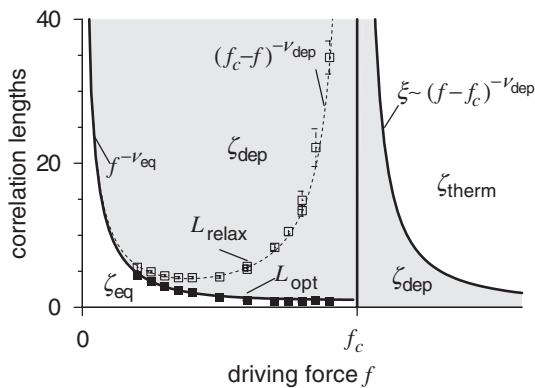 40
20
0
correlation lengths
(f_c–f)^{–ν_dep}
ξ~ (f–f_c)^{–ν_dep}
f^{–ν_eq}
ζ_dep
ζ_therm
L_relax
L_opt
ζ_eq
ζ_dep
0
f_c
driving force f